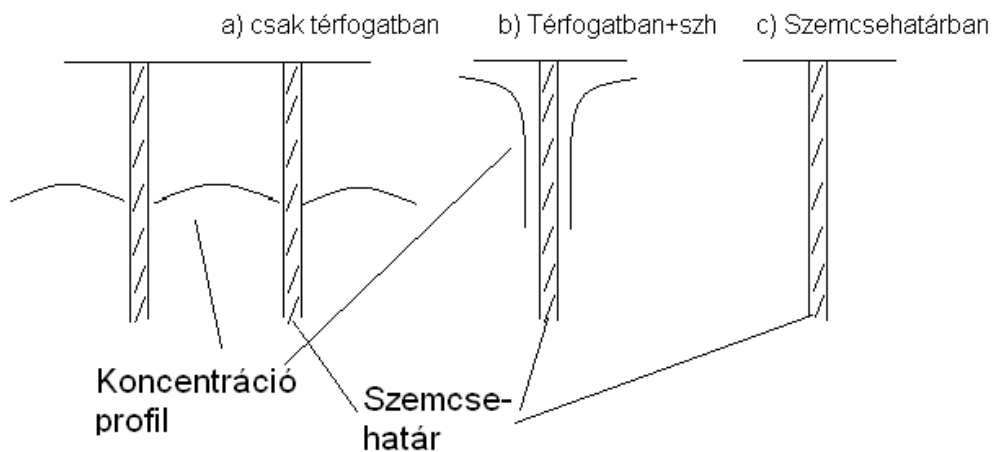 a) csak térfogatban
b) Térfogatban+szh
c) Szemcsehatárban
Koncentráció
profil
Szemcse-
határ